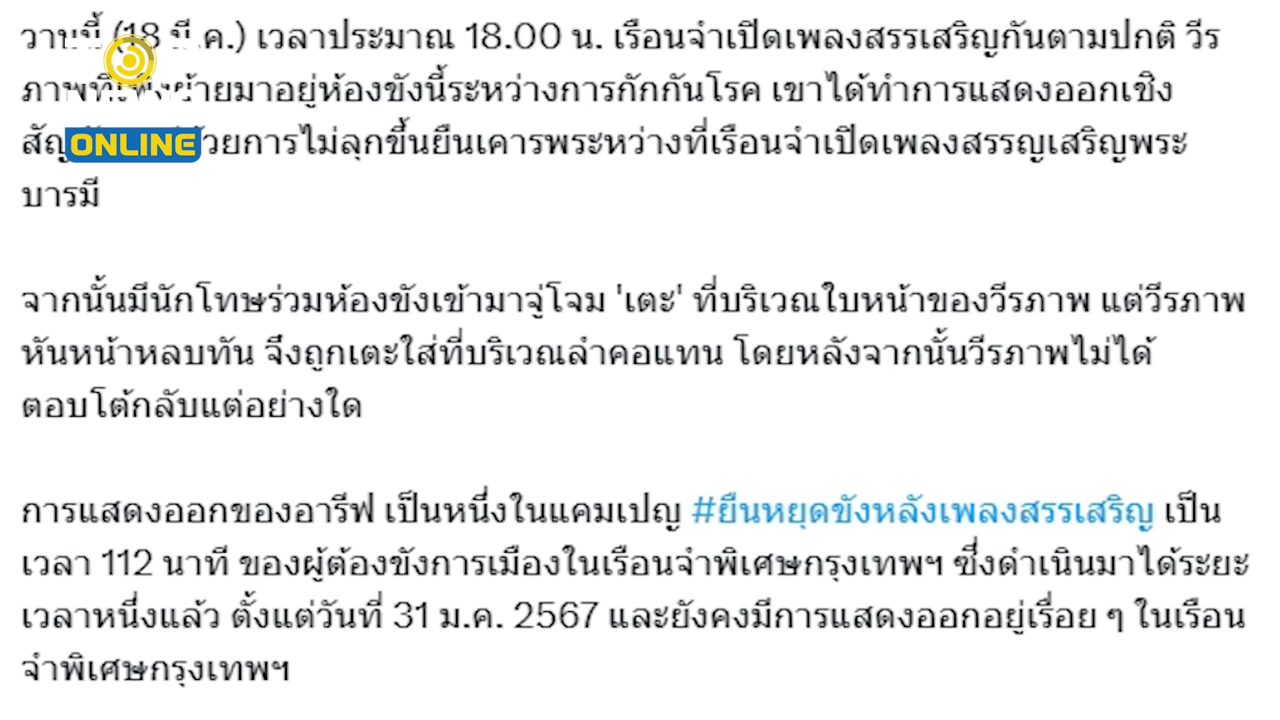 วานนี้ (18 มี.ค.) เวลาประมาณ 18.00 น. เรือนจำเปิดเพลงสรรเสริญกันตามปกติ วีร
ภาพที่เพิ่งย้ายมาอยู่ห้องขังนี้ระหว่างการกักกันโรค เขาได้ทำการแสดงออกเชิง
ด้วยการไม่ลุกขึ้นยืนเคารพระหว่างที่เรือนจำเปิดเพลงสรรญเสริญพระ
ONLINE
บารมี
จากนั้นมีนักโทษร่วมห้องขังเข้ามาจู่โจม 'เตะ' ที่บริเวณใบหน้าของวีรภาพ แต่วีรภาพ
หันหน้าหลบทัน จึงถูกเตะใส่ที่บริเวณลำคอแทน โดยหลังจากนั้นวีรภาพไม่ได้
ตอบโต้กลับแต่อย่างใด
การแสดงออกของอารีฟ เป็นหนึ่งในแคมเปญ #ยืนหยุดขังหลังเพลงสรรเสริญ เป็น
เวลา 112 นาที ของผู้ต้องขังการเมืองในเรือนจำพิเศษกรุงเทพฯ ซึ่งดำเนินมาได้ระยะ
เวลาหนึ่งแล้ว ตั้งแต่วันที่ 31 ม.ค. 2567 และยังคงมีการแสดงออกอยู่เรื่อย ๆ ในเรือน
จำพิเศษกรุงเทพฯ